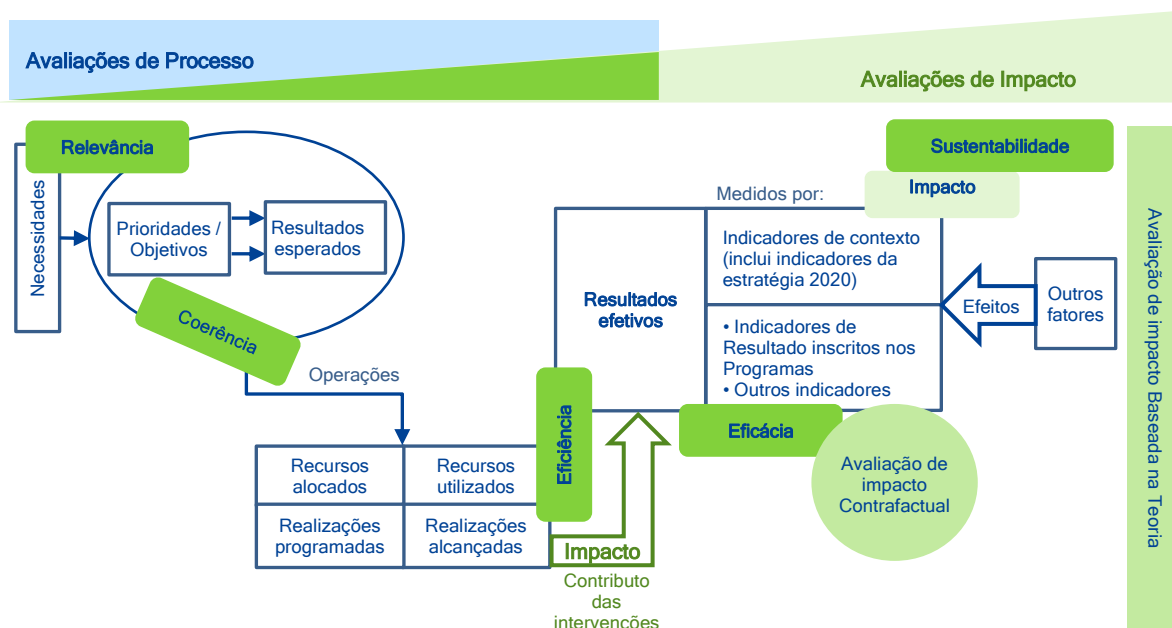 Avaliações de Processo
Avaliações de Impacto
Relevância
Sustentabilidade
Necessidades
Prioridades /
Objetivos
Resultados
esperados
Coerência
Operações
Recursos
alocados
Recursos
utilizados
Realizações
programadas
Realizações
alcançadas
Eficiência
Impacto
Contributo
das
intervenções
Resultados
efetivos
Medidos por:
Impacto
Indicadores de contexto
(inclui indicadores da
estratégia 2020)
• Indicadores de
Resultado inscritos nos
Programas
• Outros indicadores
Eficácia
Avaliação de
impacto
Contrafactual
Efeitos
Outros
fatores
Avaliação de impacto Baseada na Teoria